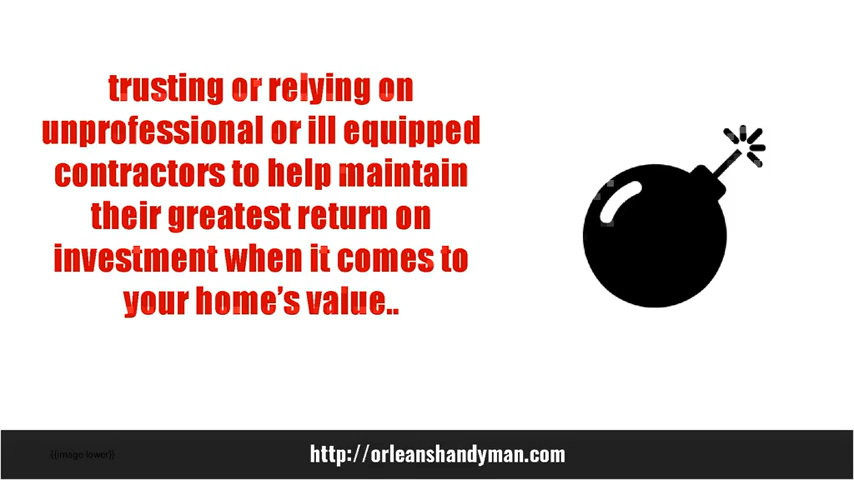 trusting or relying on
unprofessional or ill equipped
contractors to help maintain
their greatest return on
investment when it comes to
your home's value..
{{image-lower}}
http://orleanshandyman.com